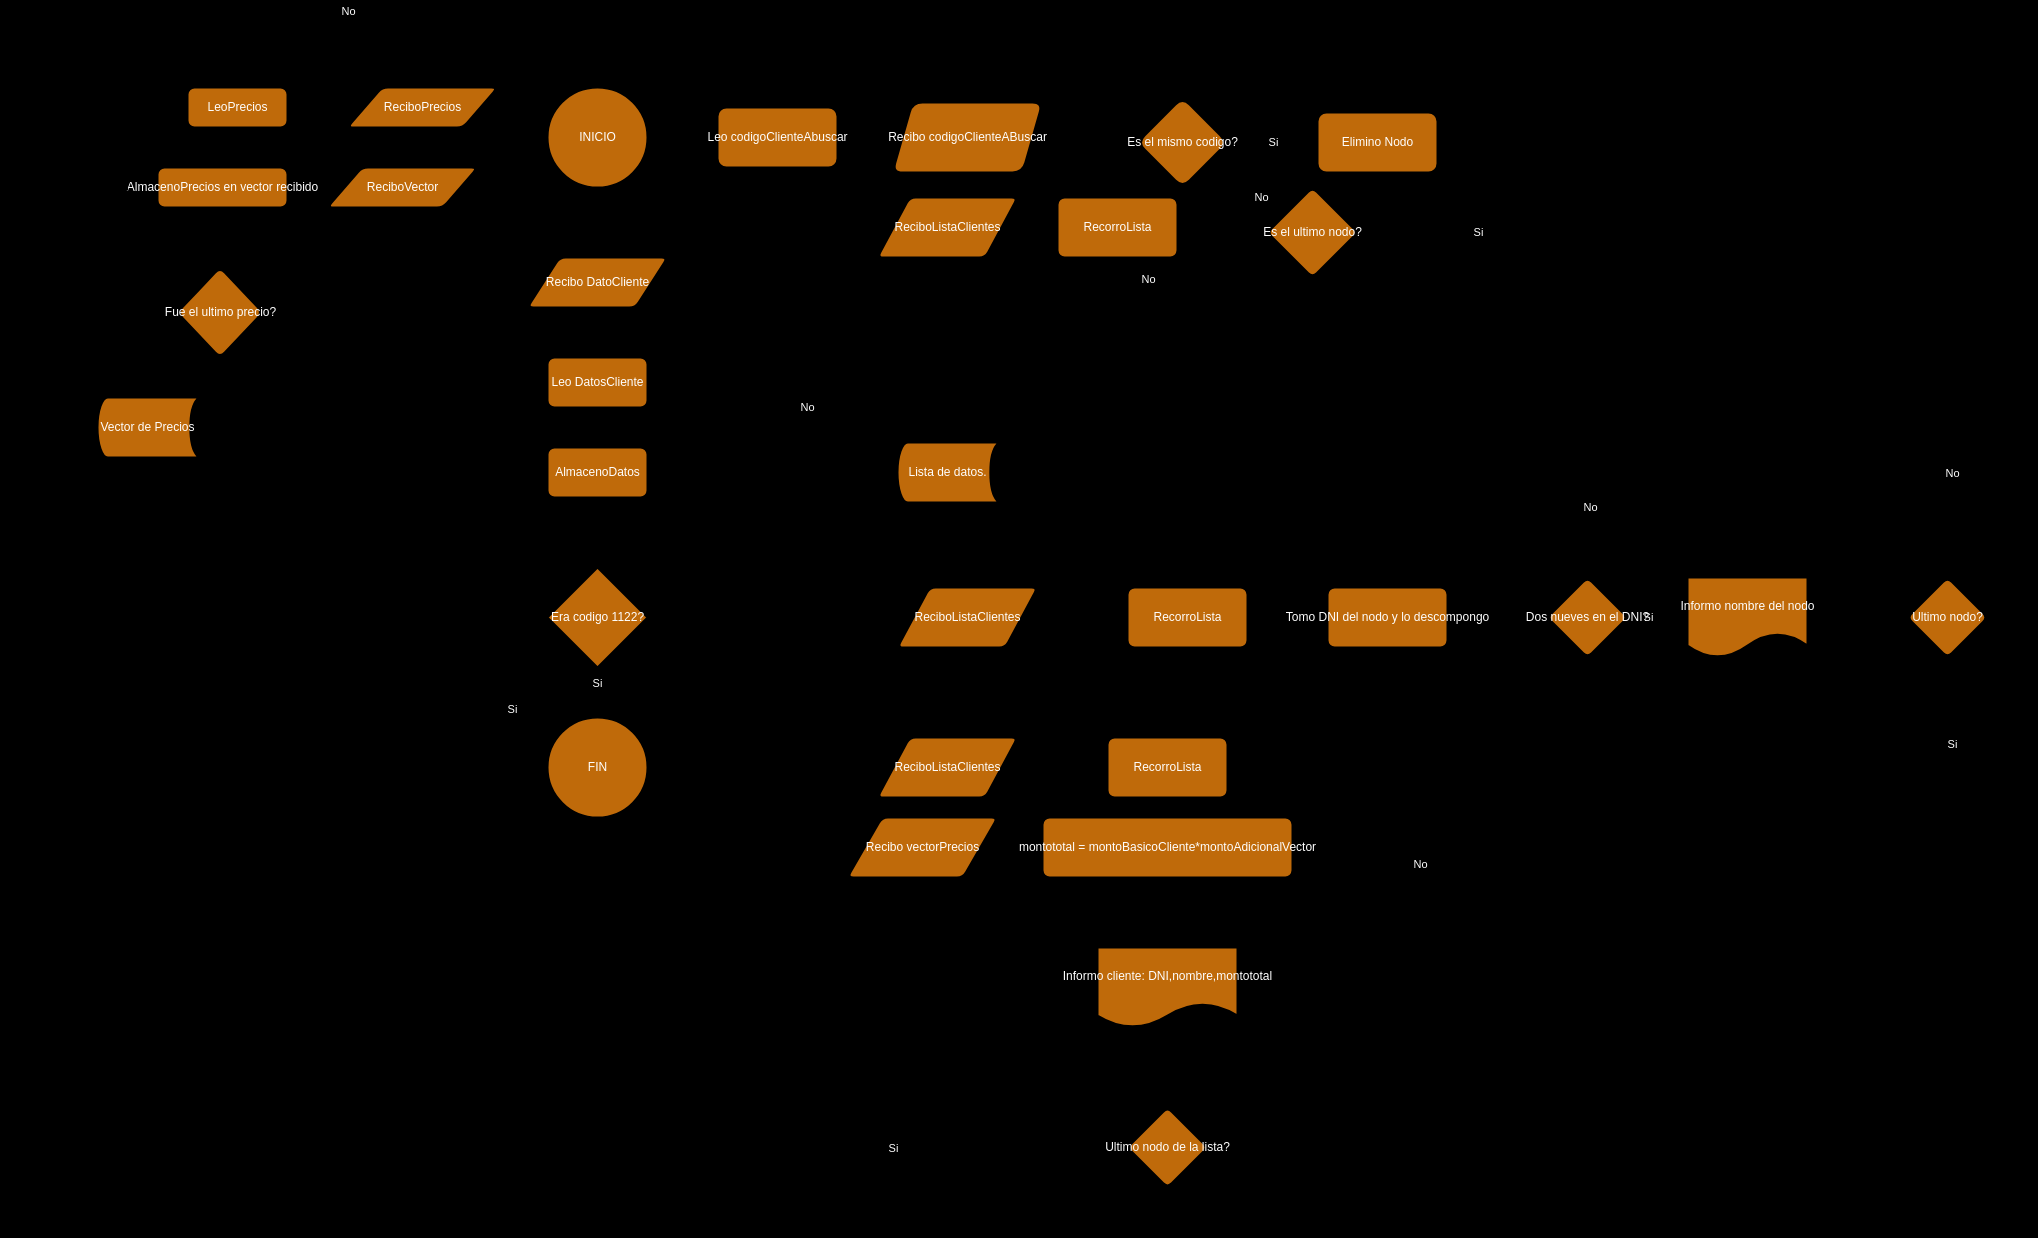 No
LeoPrecios
ReciboPrecios
INICIO
Leo codigoClienteAbuscar
Recibo codigoClienteABuscar
Es el mismo codigo?
Si
Elimino Nodo
AlmacenoPrecios en vector recibido
ReciboVector
No
ReciboListaClientes
RecorroLista
Es el ultimo nodo?
Si
No
Recibo DatoCliente
Fue el ultimo precio?
Leo DatosCliente
No
Vector de Precios
AlmacenoDatos
Lista de datos.
No
No
Era codigo 1122?
ReciboListaClientes
RecorroLista
Tomo DNI del nodo y lo descompongo
Dos nueves en el DNI?
Si
Informo nombre del nodo
Ultimo nodo?
Si
Si
Si
FIN
ReciboListaClientes
RecorroLista
Recibo vectorPrecios
montototal = montoBasicoCliente*montoAdicionalVector
No
Informo cliente: DNI,nombre,montototal
Si
Ultimo nodo de la lista?